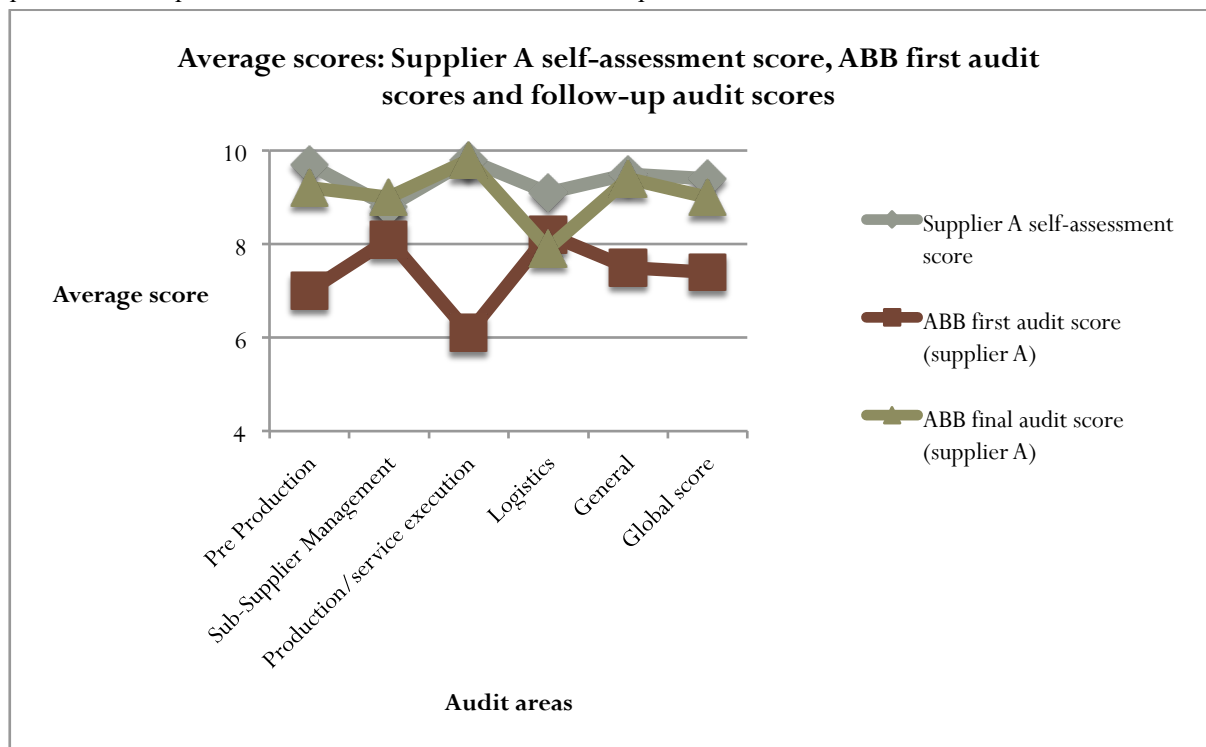 Average scores: Supplier A self-assessment score, ABB first audit
scores and follow-up audit scores
10
8
6
4
Average score
Pre Production
Sub-Supplier Management
Production/service execution
Logistics
General
Global score
Audit areas
Supplier A self-assessment
score
ABB first audit score
(supplier A)
ABB final audit score
(supplier A)